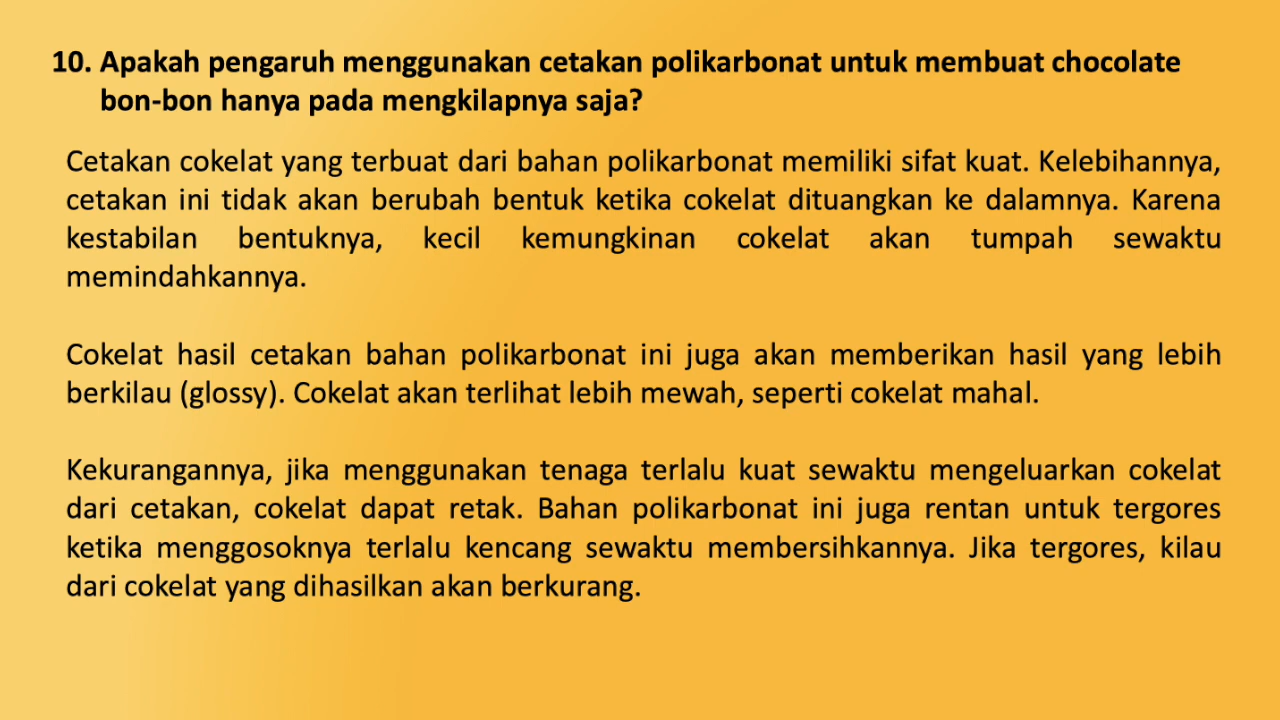 10. Apakah pengaruh menggunakan cetakan polikarbonat untuk membuat chocolate
bon-bon hanya pada mengkilapnya saja?
Cetakan cokelat yang terbuat dari bahan polikarbonat memiliki sifat kuat. Kelebihannya,
cetakan ini tidak akan berubah bentuk ketika cokelat dituangkan ke dalamnya. Karena
kestabilan bentuknya, kecil kemungkinan cokelat akan tumpah sewaktu
memindahkannya.
Cokelat hasil cetakan bahan polikarbonat ini juga akan memberikan hasil yang lebih
berkilau (glossy). Cokelat akan terlihat lebih mewah, seperti cokelat mahal.
Kekurangannya, jika menggunakan tenaga terlalu kuat sewaktu mengeluarkan cokelat
dari cetakan, cokelat dapat retak. Bahan polikarbonat ini juga rentan untuk tergores
ketika menggosoknya terlalu kencang sewaktu membersihkannya. Jika tergores, kilau
dari cokelat yang dihasilkan akan berkurang.